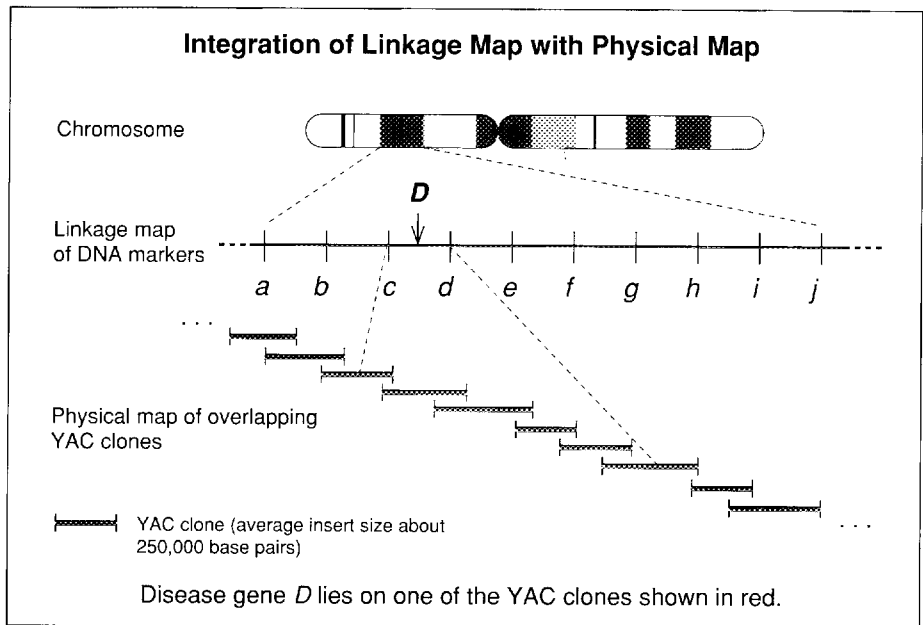 Integration of Linkage Map with Physical Map
Chromosome
D
Linkage map
of DNA markers
a b c d e f g h i j
. . .
Physical map of overlapping
YAC clones
YAC clone (average insert size about
250,000 base pairs)
. . .
Disease gene D lies on one of the YAC clones shown in red.